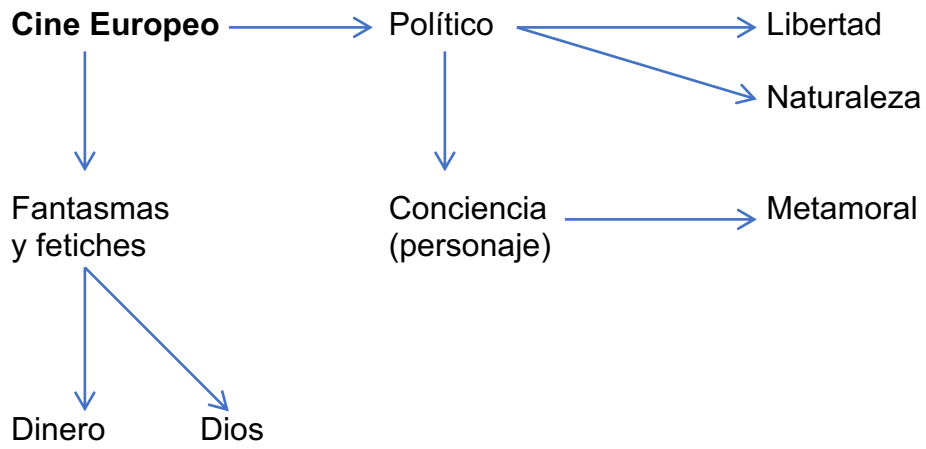 Cine Europeo
Político
Libertad
Naturaleza
Fantasmas
y fetiches
Conciencia
(personaje)
Metamoral
Dinero
Dios